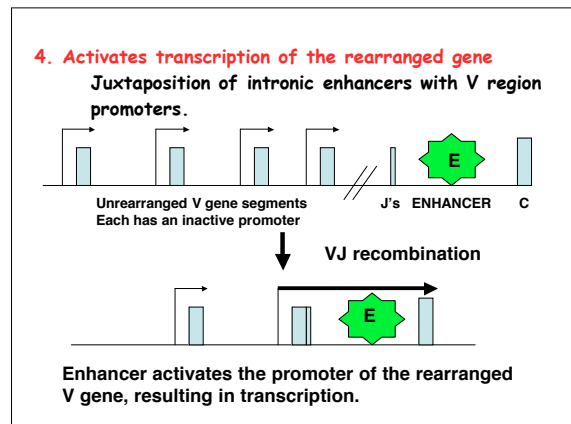 4. Activates transcription of the rearranged gene
Juxtaposition of intronic enhancers with V region
promoters.
E
Unrearranged V gene segments
Each has an inactive promoter
J's ENHANCER C
VJ recombination
E
Enhancer activates the promoter of the rearranged
V gene, resulting in transcription.